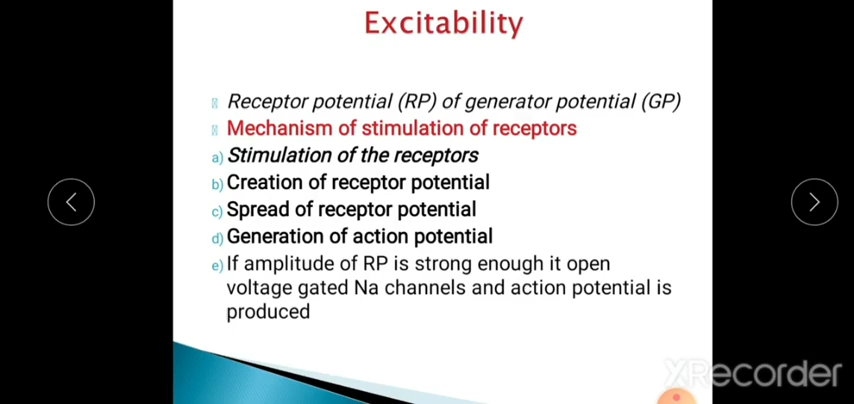 Excitability
Receptor potential (RP) of generator potential (GP)
Mechanism of stimulation of receptors
a) Stimulation of the receptors
b) Creation of receptor potential
c) Spread of receptor potential
d) Generation of action potential
e) If amplitude of RP is strong enough it open
voltage gated Na channels and action potential is
produced
XRecorder